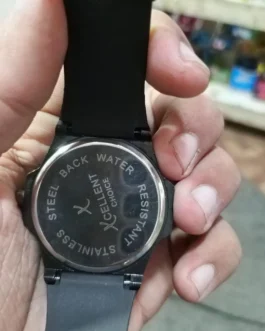 STAINLESS STEEL BACK WATER RESISTANT
X
XCELLENT
CHOICE